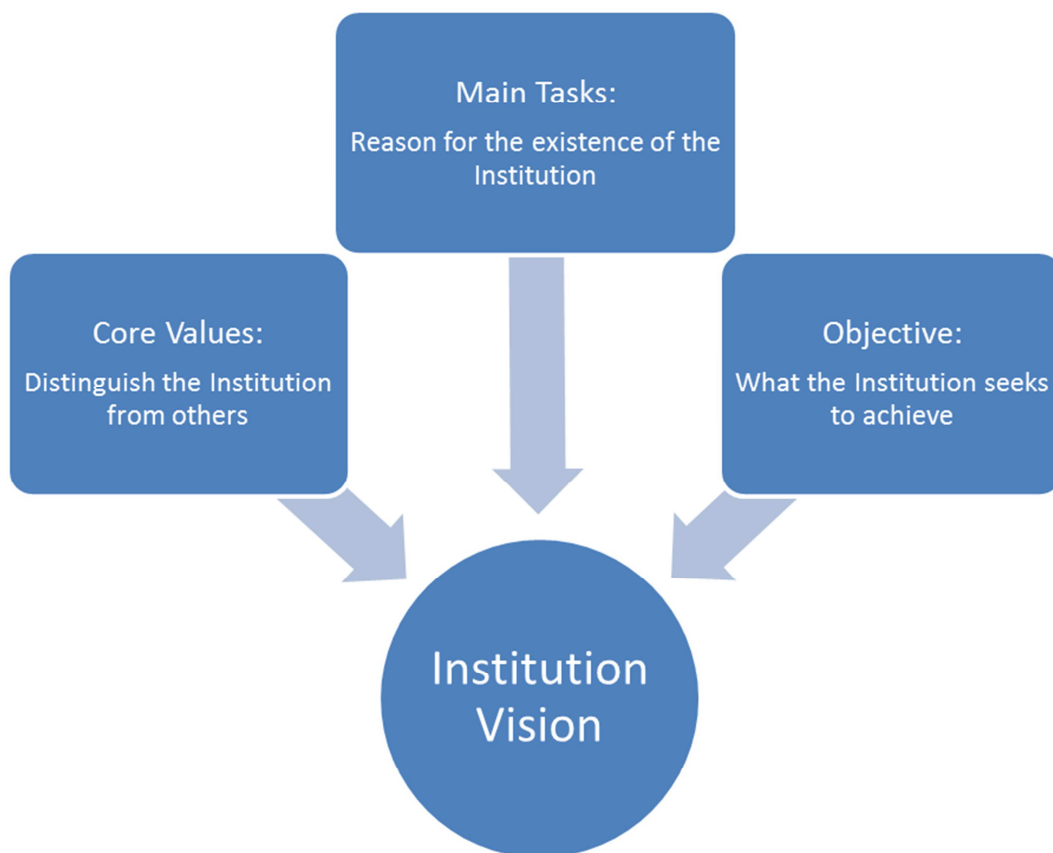 Main Tasks:
Reason for the existence of the
Institution
Core Values:
Distinguish the Institution
from others
Objective:
What the Institution seeks
to achieve
Institution
Vision